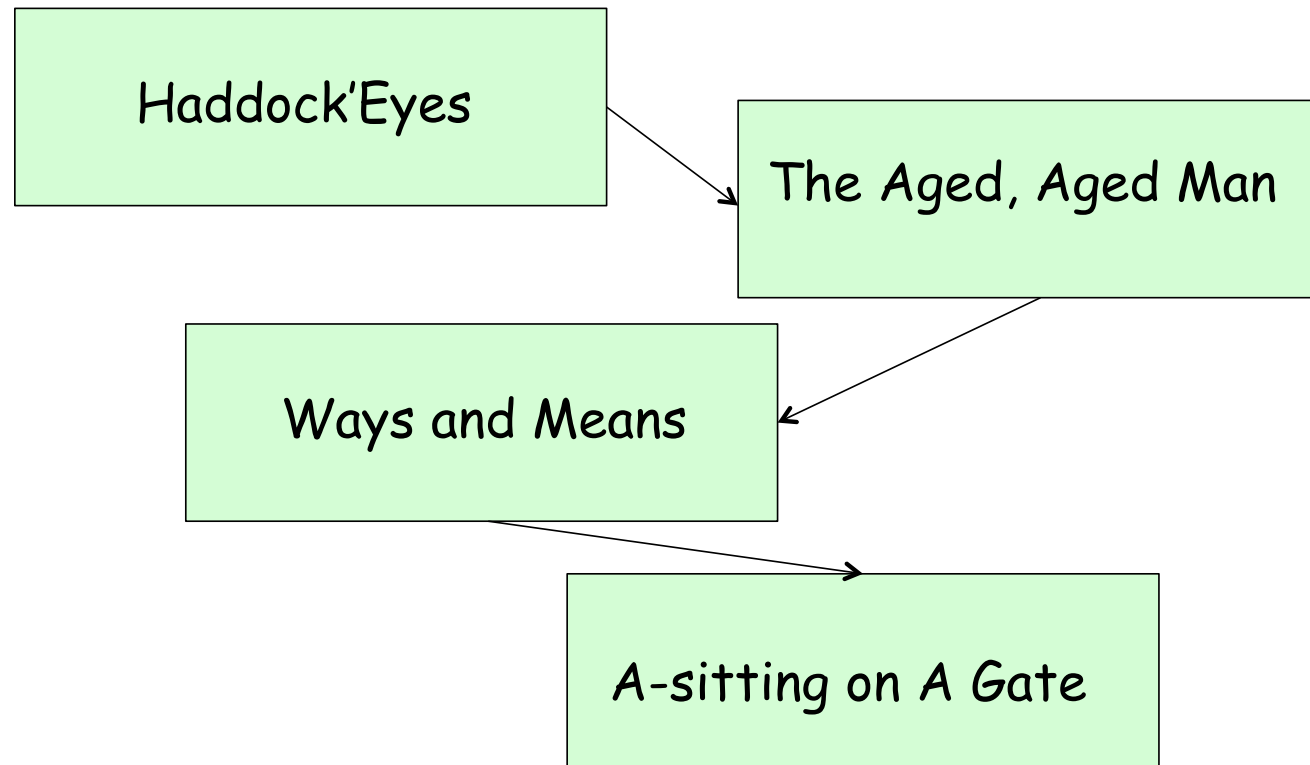 Haddock'Eyes
The Aged, Aged Man
Ways and Means
A-sitting on A Gate